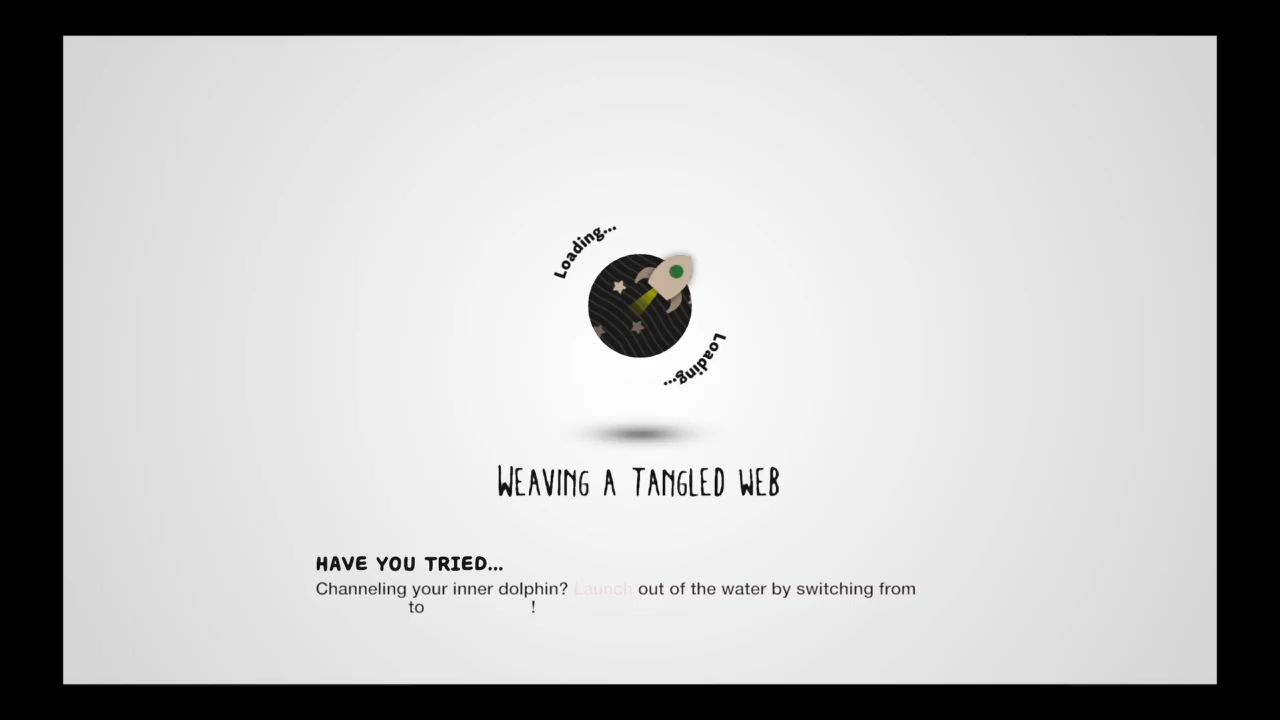 Loading...
Loading...
WEAVING A TANGLED WEB
HAVE YOU TRIED...
Channeling your inner dolphin? Launch out of the water by switching from
to !